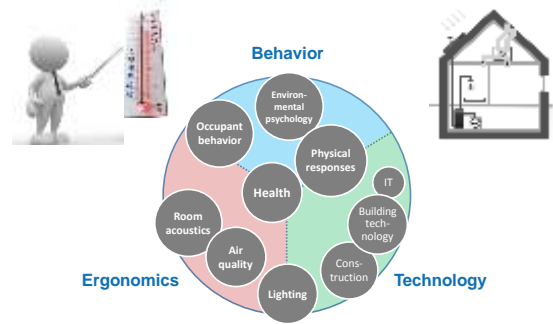 Behavior
Environ-
mental
psychology
Occupant
behavior
Physical
responses
IT
Health
Building
tech-
nology
Room
acoustics
Air
quality
Cons-
truction
Ergonomics
Technology
Lighting